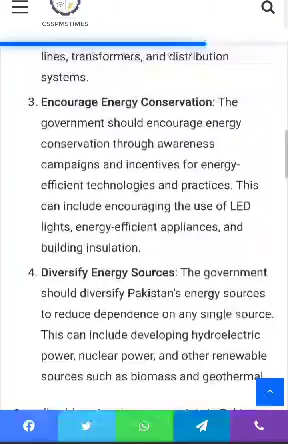 CSSPMSTIMES
lines, transformers, and distribution
systems.
3. Encourage Energy Conservation: The
government should encourage energy
conservation through awareness
campaigns and incentives for energy-
efficient technologies and practices. This
can include encouraging the use of LED
lights, energy-efficient appliances, and
building insulation.
4. Diversify Energy Sources: The government
should diversify Pakistan's energy sources
to reduce dependence on any single source.
This can include developing hydroelectric
power, nuclear power, and other renewable
sources such as biomass and geothermal